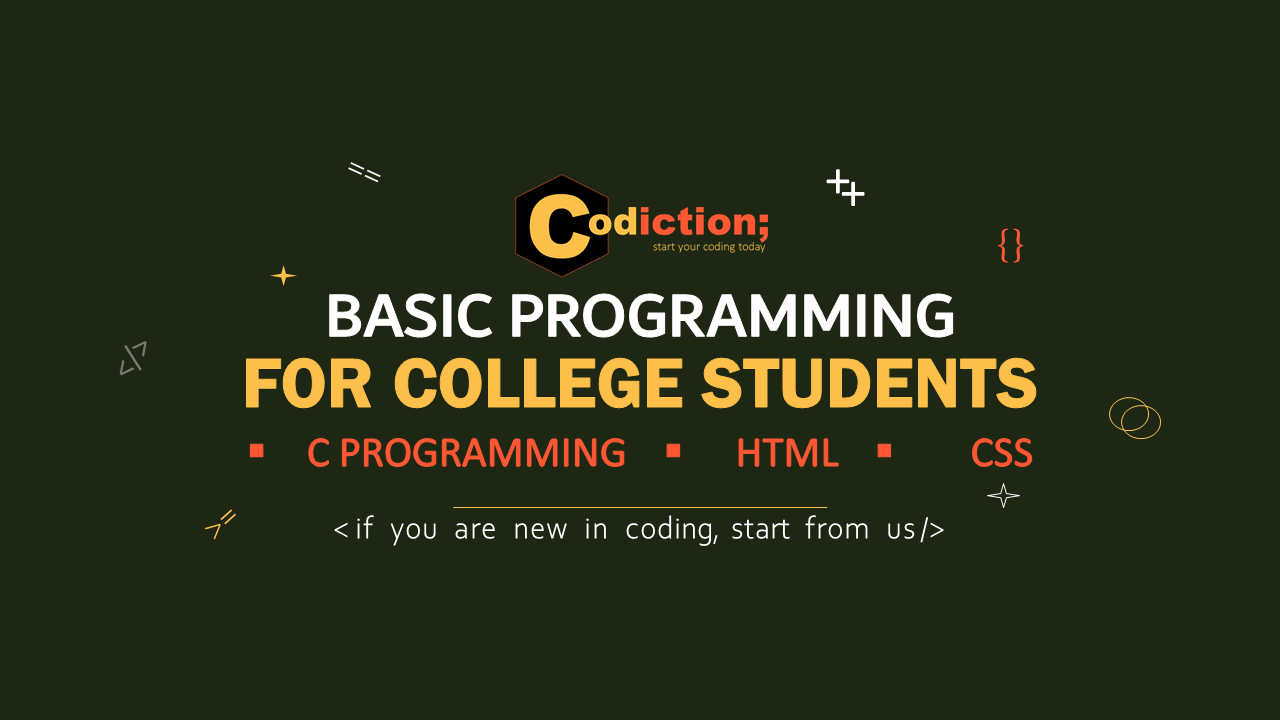 ==
++
Codiction;
start your coding today
{}
BASIC PROGRAMMING
FOR COLLEGE STUDENTS
</>
▪ C PROGRAMMING ▪ HTML ▪ CSS
>=
<if you are new in coding, start from us/>